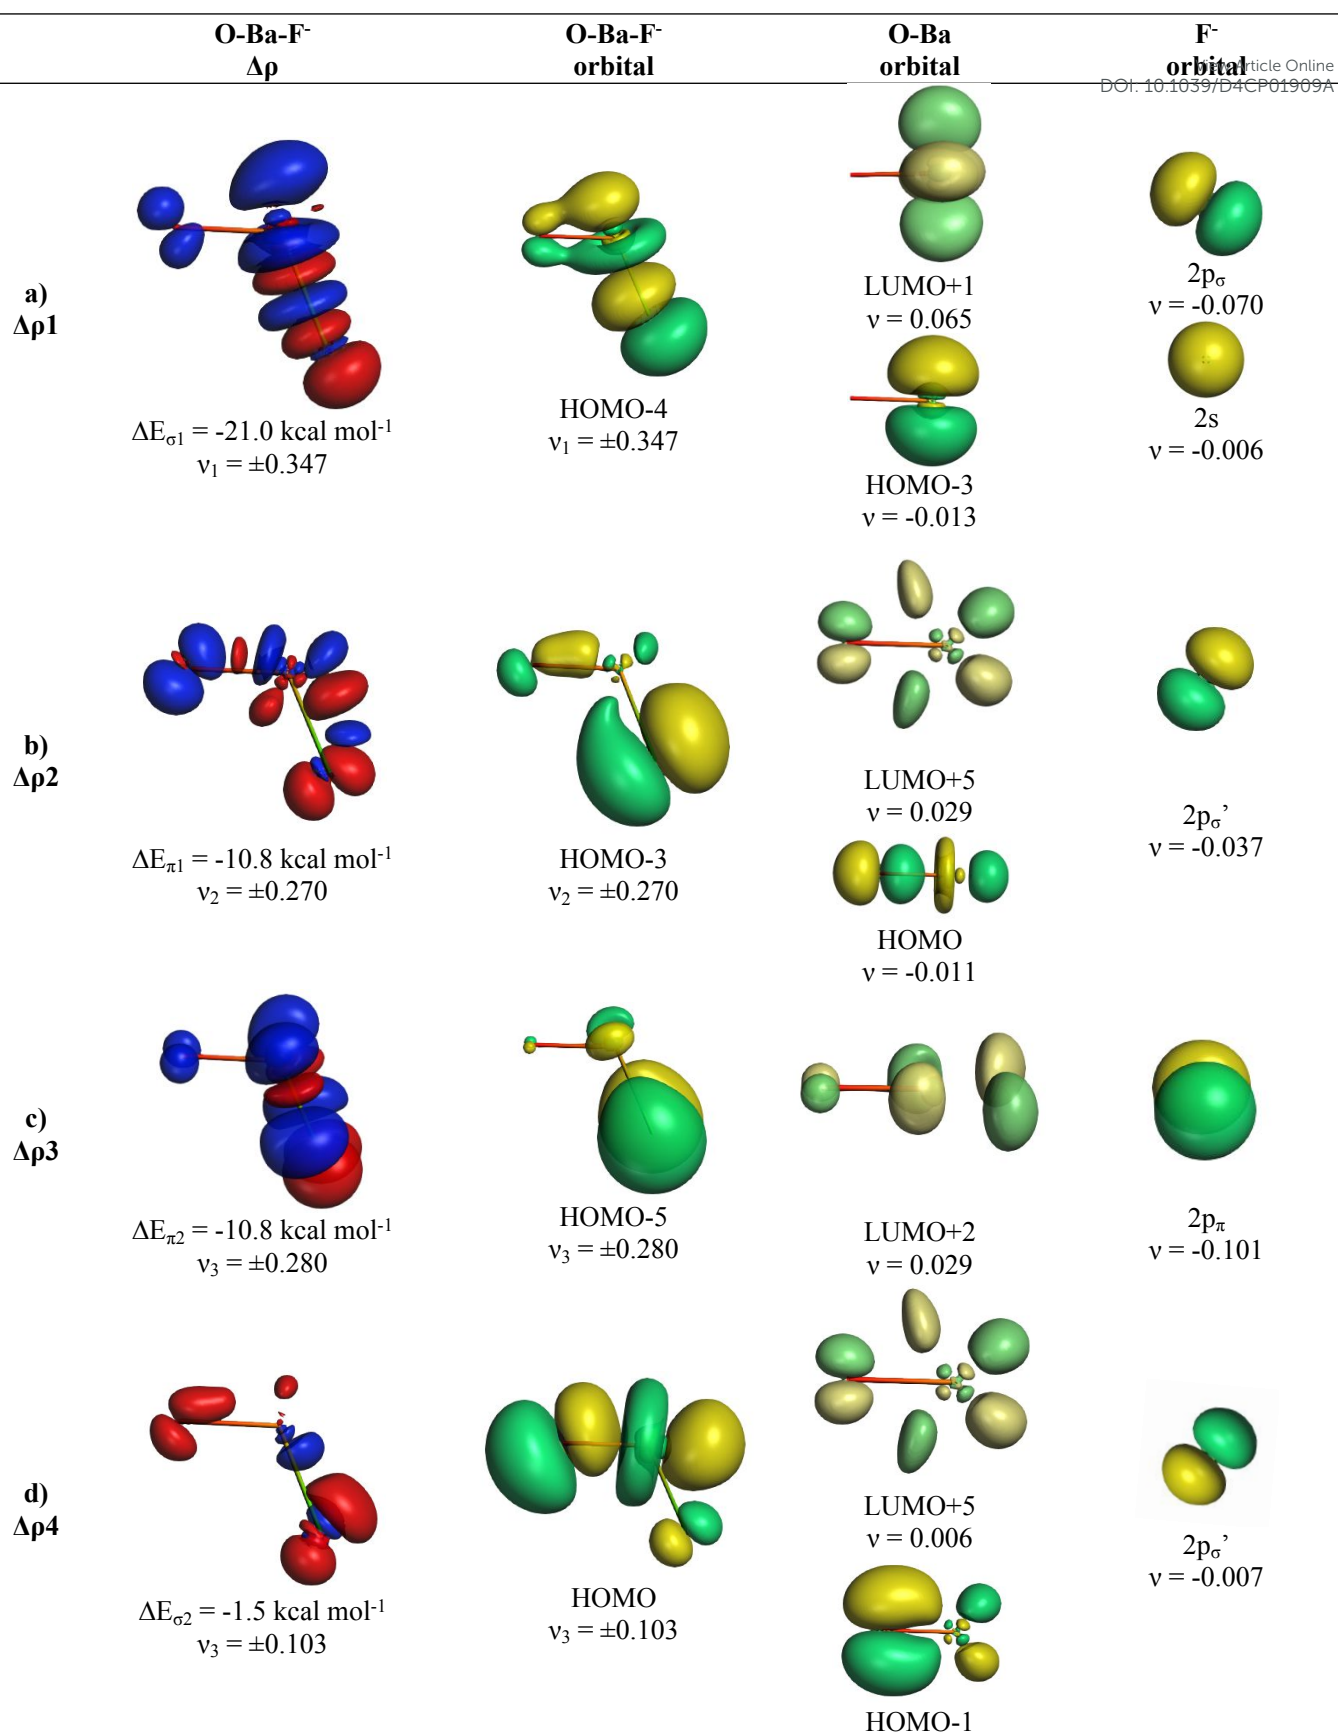 O-Ba-F- O-Ba-F- O-Ba F-
Δρ orbital orbital orbital
View Article Online
DOI: 10.1039/D4CP01909A
a)
Δρ1
ΔEσ1 = -21.0 kcal mol-1
ν1 = ±0.347
HOMO-4
ν1 = ±0.347
LUMO+1
ν = 0.065
HOMO-3
ν = -0.013
2pσ
ν = -0.070
2s
ν = -0.006
b)
Δρ2
ΔEπ1 = -10.8 kcal mol-1
ν2 = ±0.270
HOMO-3
ν2 = ±0.270
LUMO+5
ν = 0.029
HOMO
ν = -0.011
2pσ’
ν = -0.037
c)
Δρ3
ΔEπ2 = -10.8 kcal mol-1
ν3 = ±0.280
HOMO-5
ν3 = ±0.280
LUMO+2
ν = 0.029
2pπ
ν = -0.101
d)
Δρ4
ΔEσ2 = -1.5 kcal mol-1
ν3 = ±0.103
HOMO
ν3 = ±0.103
LUMO+5
ν = 0.006
HOMO-1
2pσ’
ν = -0.007